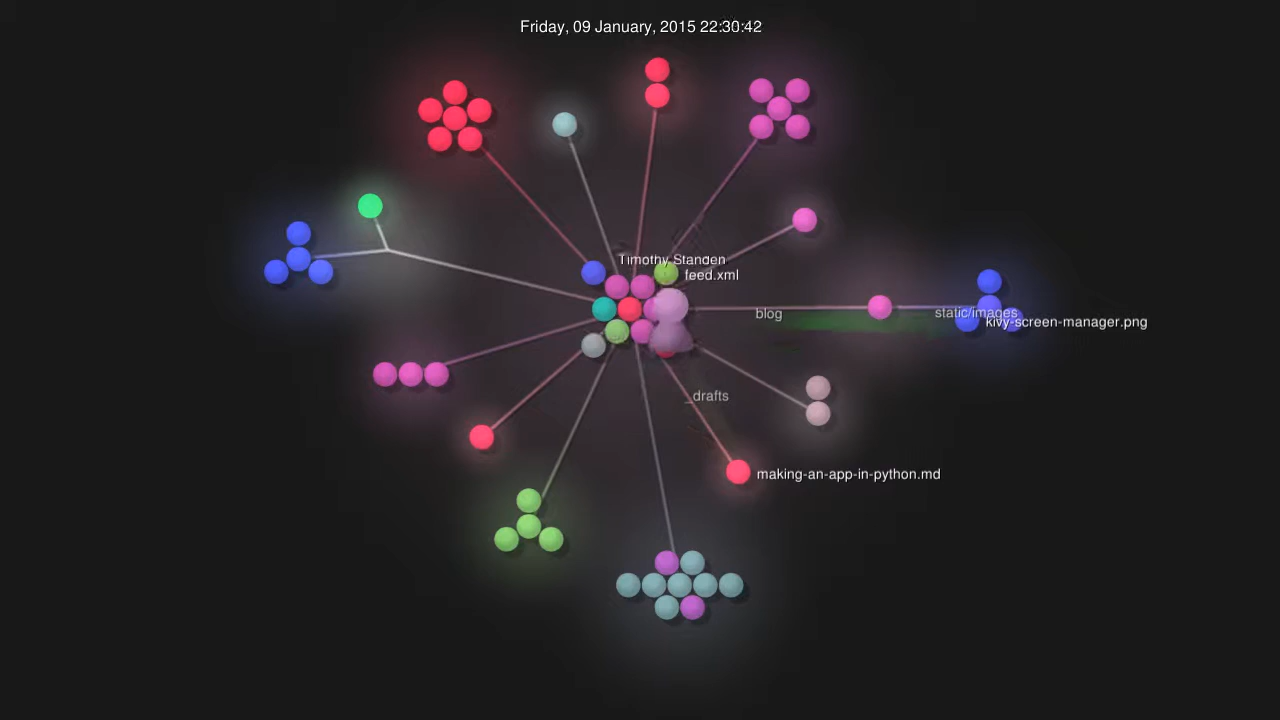 Friday, 09 January, 2015 22:30:42
Timothy Standen
feed.xml
blog
static/images
kivy-screen-manager.png
_drafts
making-an-app-in-python.md